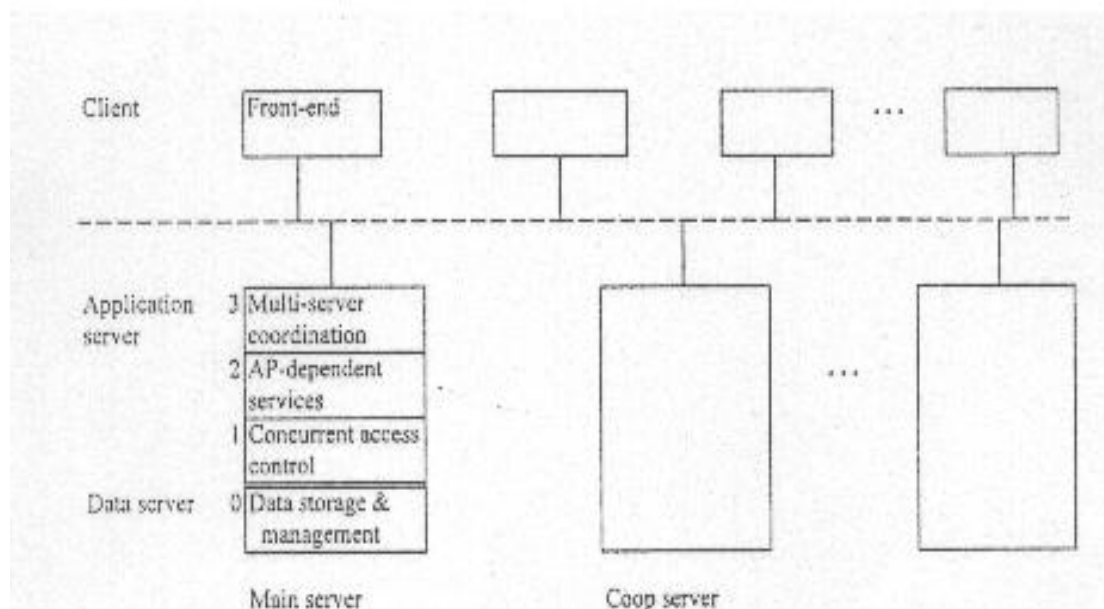 Client
Front-end
...
Application
server
3 Multi-server
coordination
2 AP-dependent
services
...
1 Concurrent access
control
Data server
0 Data storage &
management
Main server
Coop server